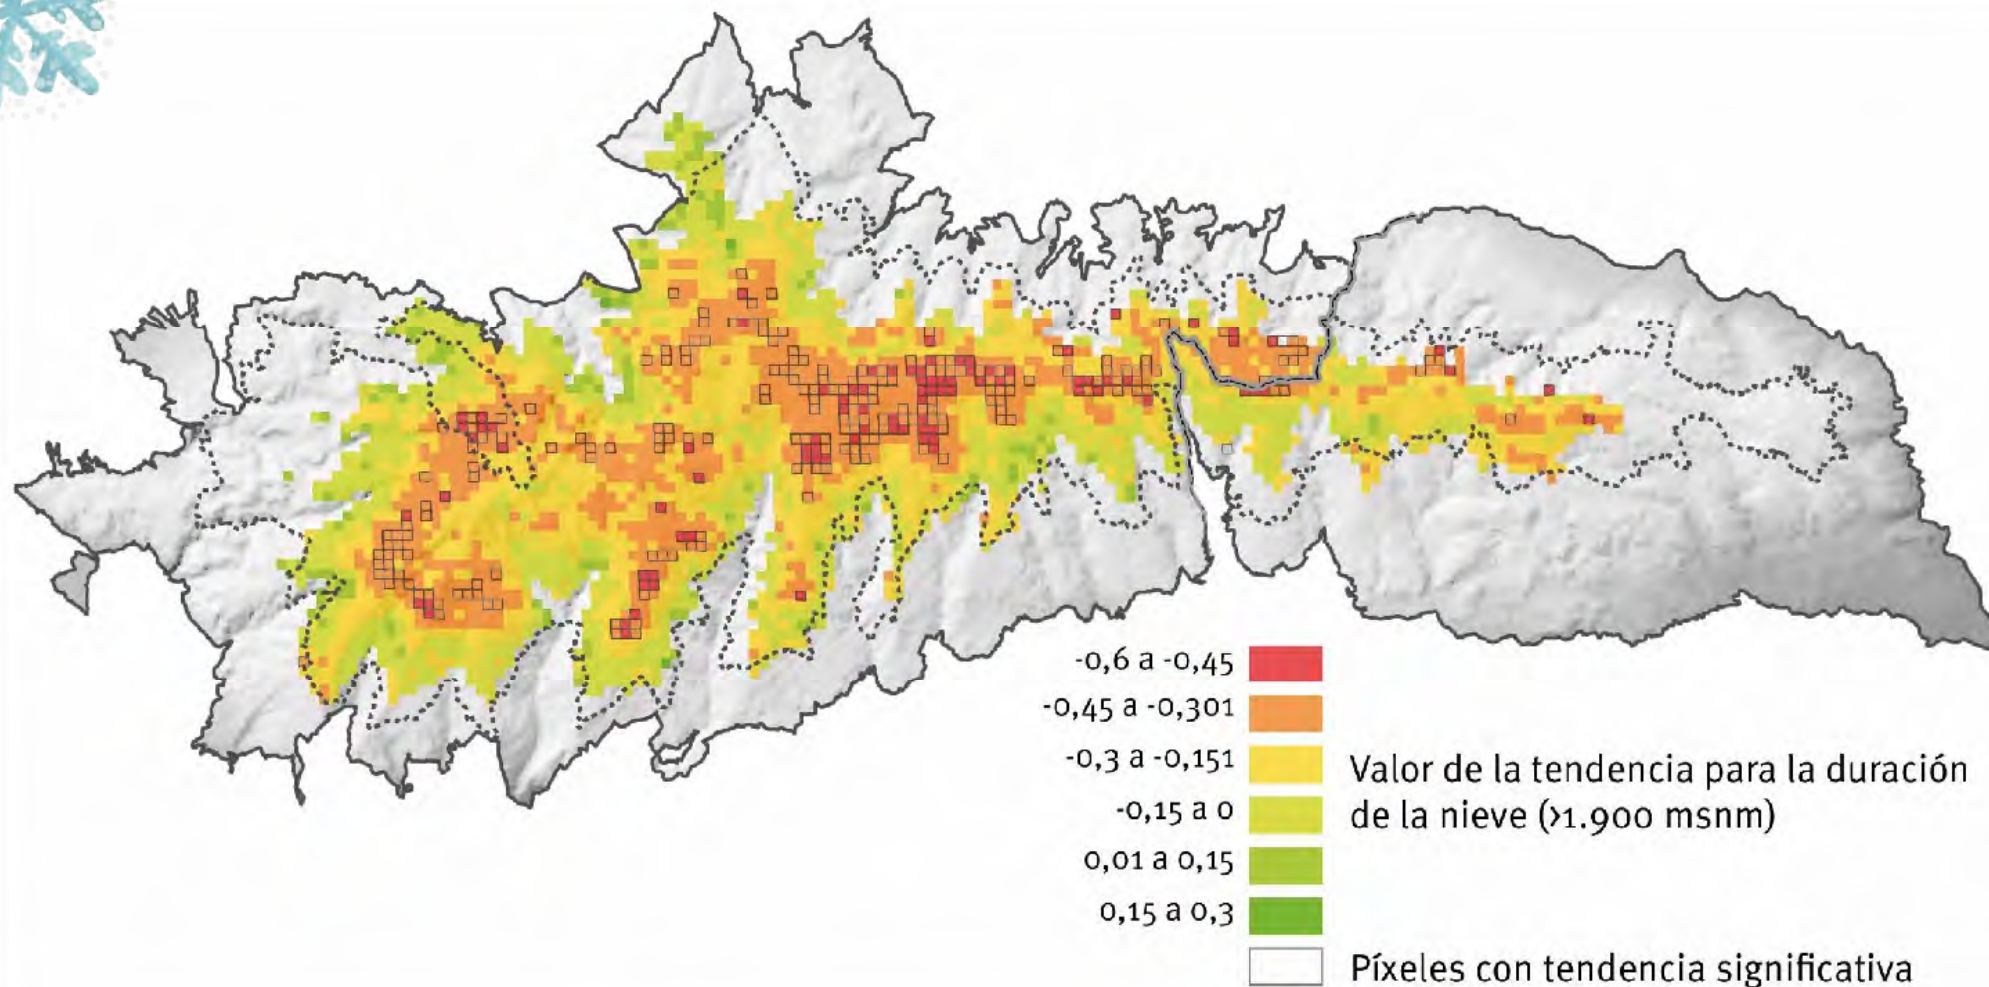 -0,6 a -0,45
-0,45 a -0,301
-0,3 a -0,151
-0,15 a 0
0,01 a 0,15
0,15 a 0,3
Valor de la tendencia para la duración
de la nieve (>1.900 msnm)
Píxeles con tendencia significativa